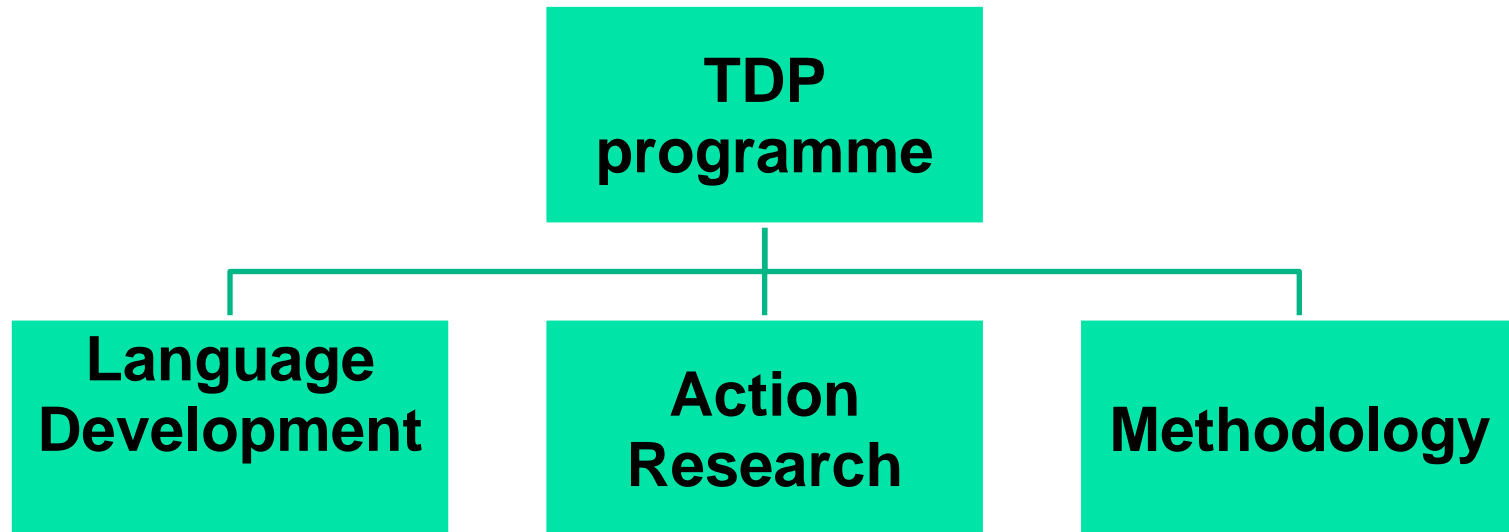 TDP
programme
Language
Development
Action
Research
Methodology